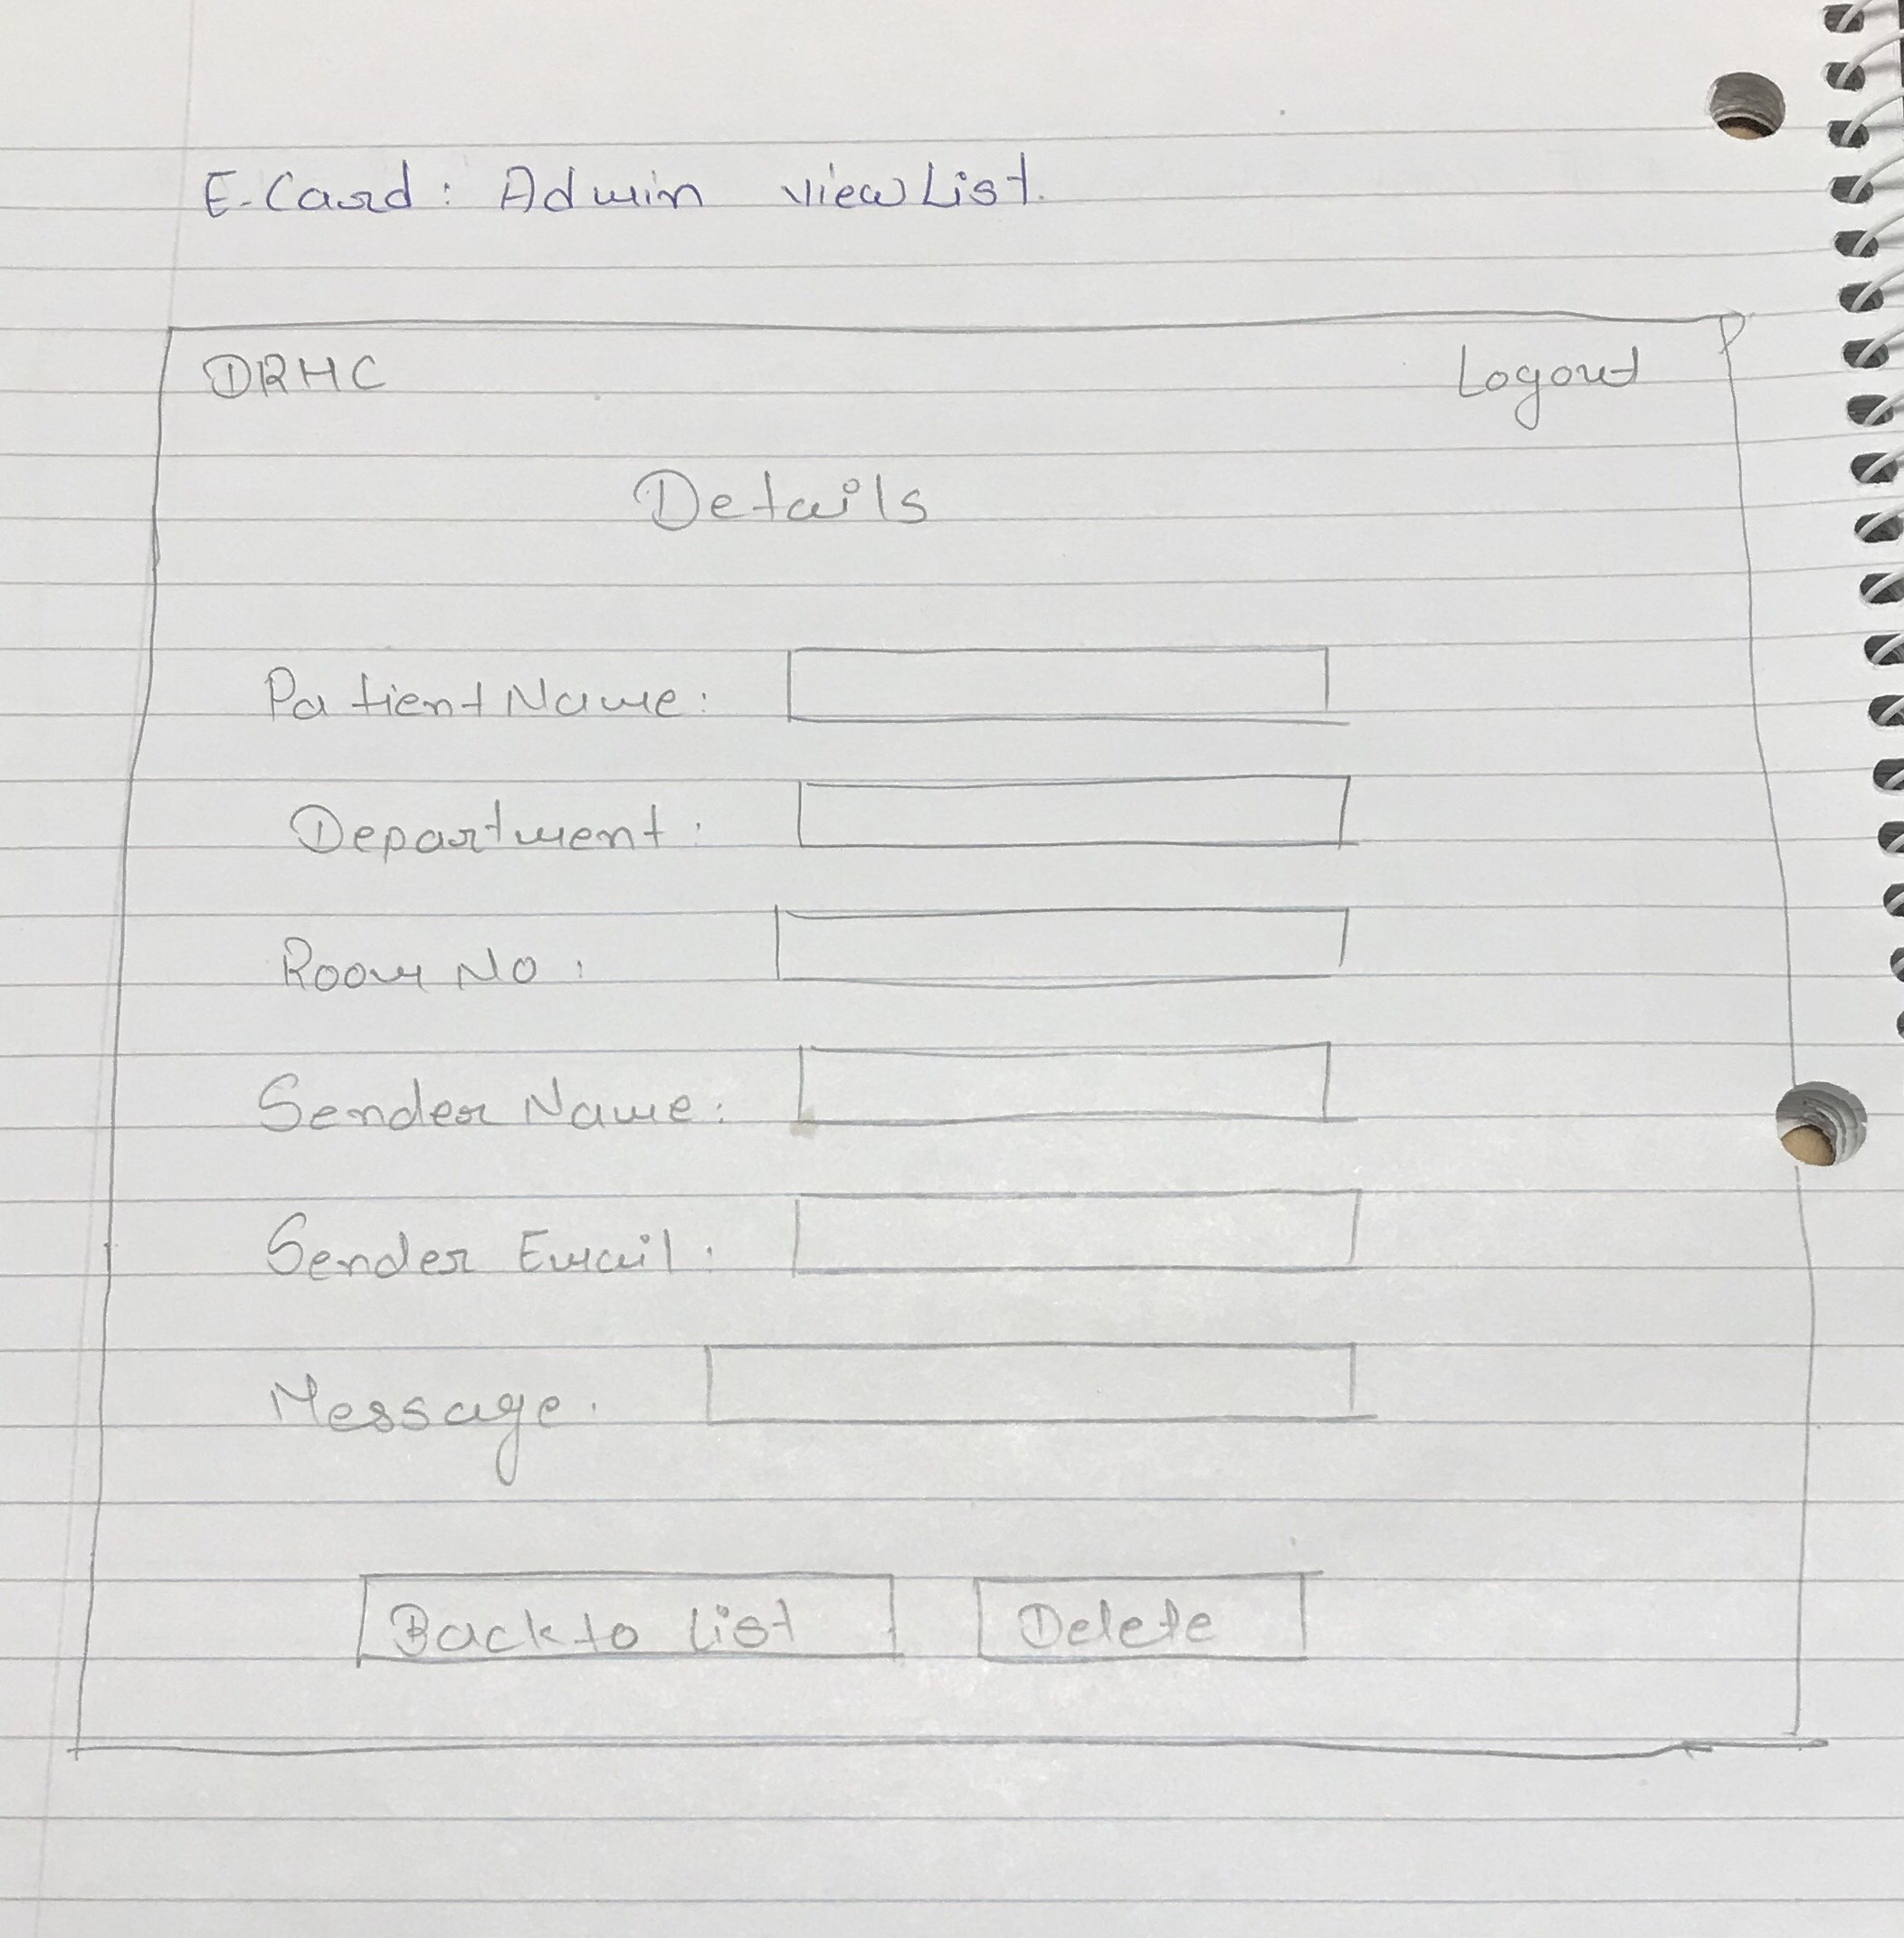 E-Card: Admin viewList.
DRHC Logout
Details
Patient Name:
Department:
Room No:
Sender Name:
Sender Email:
Message.
Back to List Delete